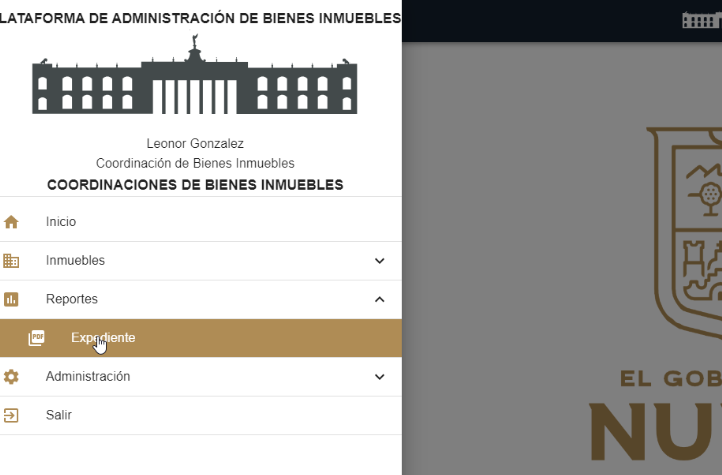 LATAFORMA DE ADMINISTRACIÓN DE BIENES INMUEBLES
Leonor Gonzalez
Coordinación de Bienes Inmuebles
COORDINACIONES DE BIENES INMUEBLES
Inicio
Inmuebles
Reportes
PDF Expediente
Administración
Salir
EL GOB
NU